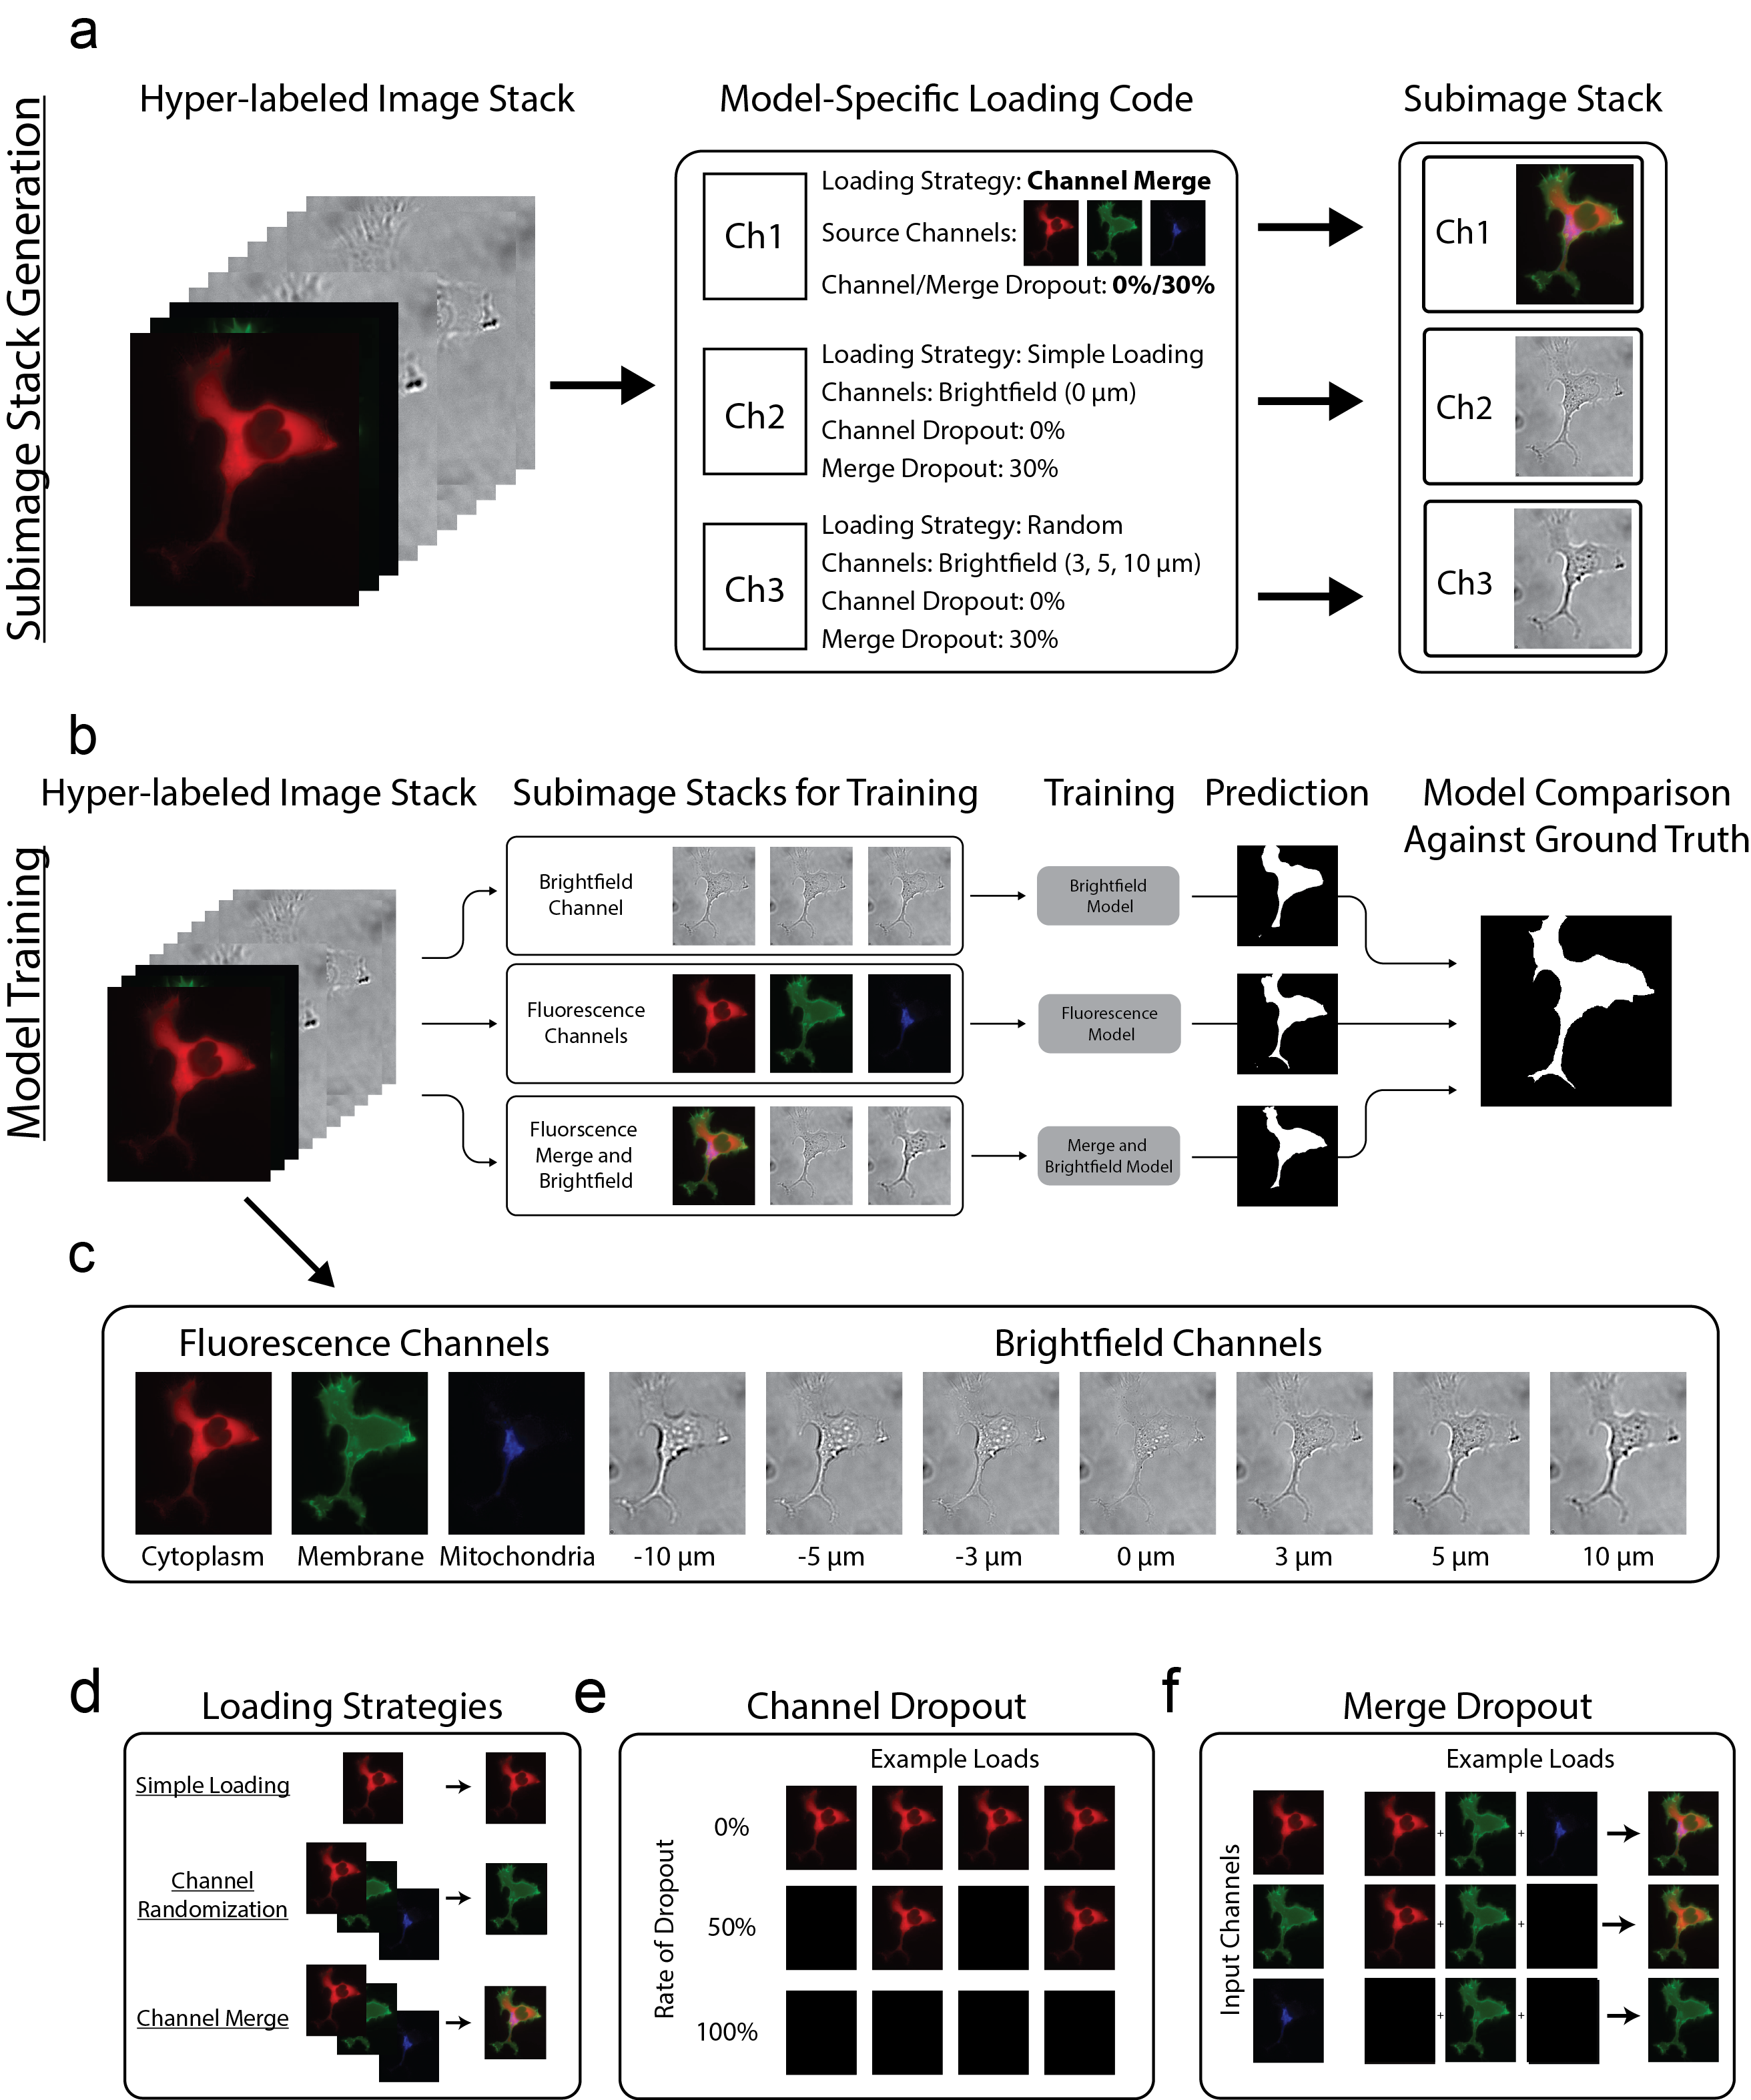 a
Subimage Stack Generation
Hyper-labeled Image Stack
Model-Specific Loading Code
Subimage Stack
Ch1
Loading Strategy: Channel Merge
Source Channels:
Channel/Merge Dropout: 0%/30%
Ch2
Loading Strategy: Simple Loading
Channels: Brightfield (0 µm)
Channel Dropout: 0%
Merge Dropout: 30%
Ch3
Loading Strategy: Random
Channels: Brightfield (3, 5, 10 µm)
Channel Dropout: 0%
Merge Dropout: 30%
Ch1
Ch2
Ch3
b
Model Training
Hyper-labeled Image Stack
Subimage Stacks for Training
Training
Prediction
Model Comparison
Against Ground Truth
Brightfield
Channel
Brightfield
Model
Fluorescence
Channels
Fluorescence
Model
Fluorscence
Merge and
Brightfield
Merge and
Brightfield Model
c
Fluorescence Channels
Brightfield Channels
Cytoplasm
Membrane
Mitochondria
-10 µm
-5 µm
-3 µm
0 µm
3 µm
5 µm
10 µm
d
Loading Strategies
Simple Loading
Channel
Randomization
Channel Merge
e
Channel Dropout
Example Loads
Rate of Dropout
0%
50%
100%
f
Merge Dropout
Example Loads
Input Channels
+ +
+ +
+ +